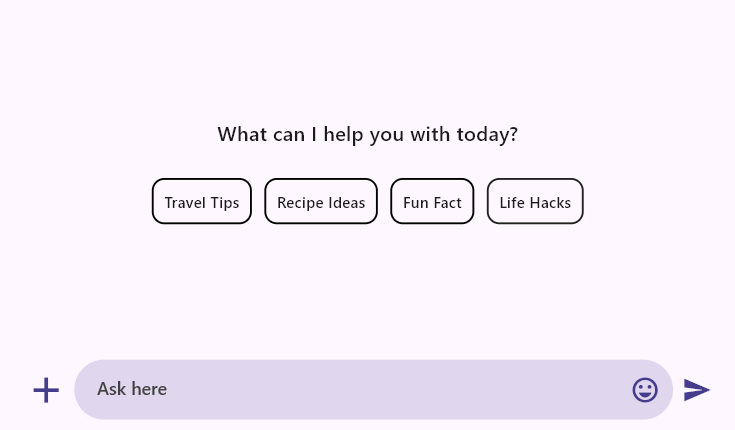 What can I help you with today?
Travel Tips Recipe Ideas Fun Fact Life Hacks
Ask here